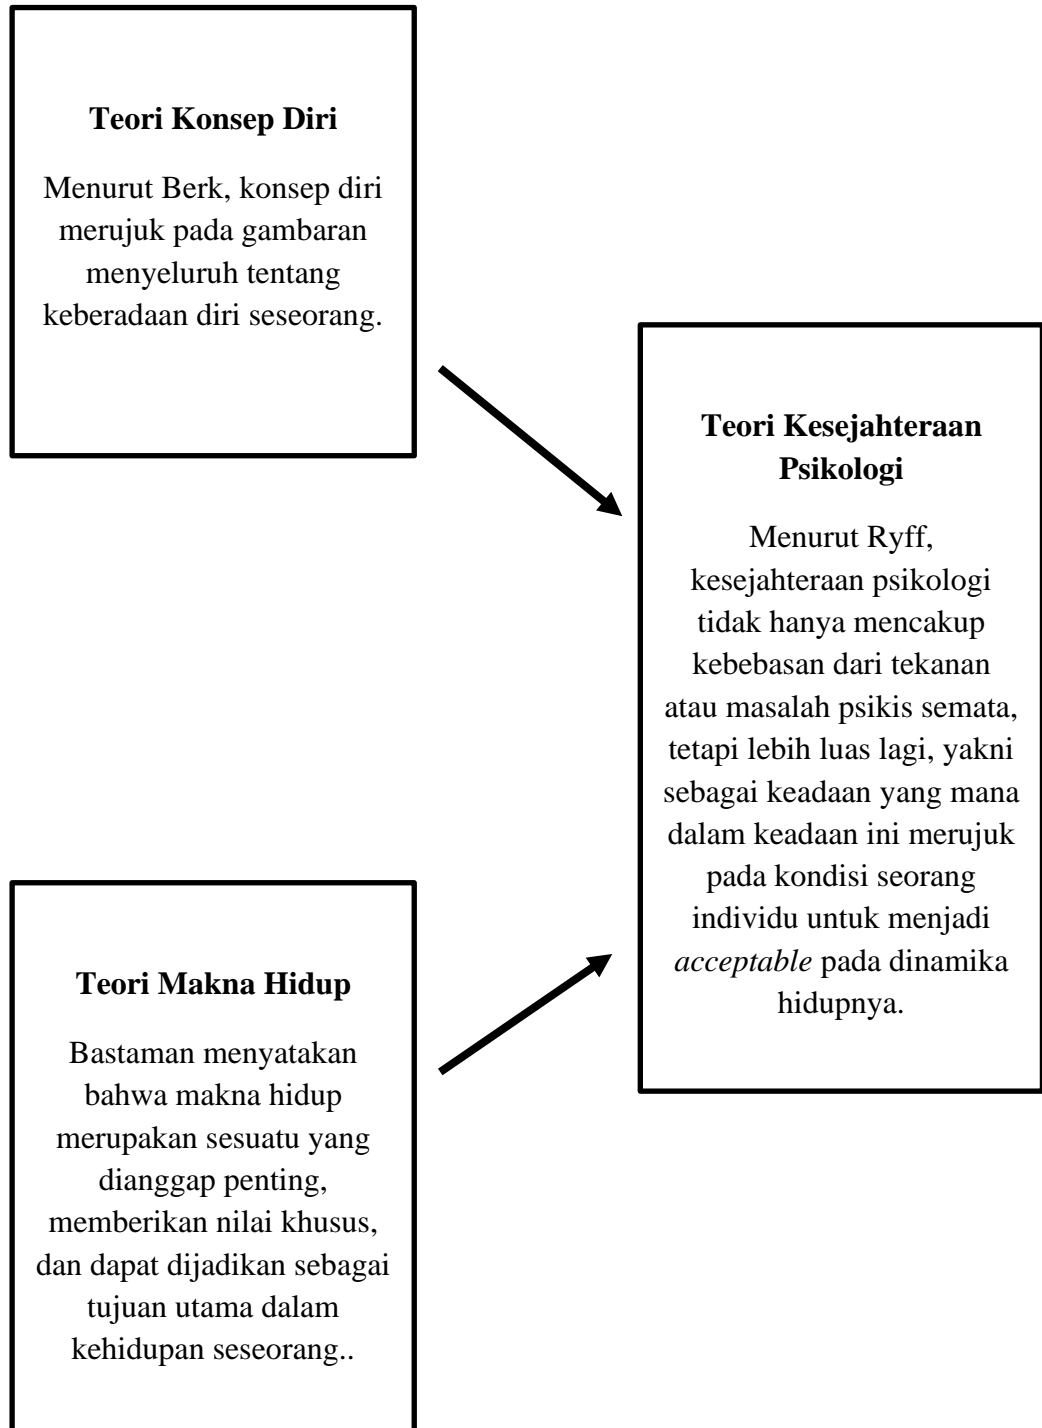 Teori Konsep Diri
Menurut Berk, konsep diri
merujuk pada gambaran
menyeluruh tentang
keberadaan diri seseorang.
Teori Kesejahteraan
Psikologi
Menurut Ryff,
kesejahteraan psikologi
tidak hanya mencakup
kebebasan dari tekanan
atau masalah psikis semata,
tetapi lebih luas lagi, yakni
sebagai keadaan yang mana
dalam keadaan ini merujuk
pada kondisi seorang
individu untuk menjadi
acceptable pada dinamika
hidupnya.
Teori Makna Hidup
Bastaman menyatakan
bahwa makna hidup
merupakan sesuatu yang
dianggap penting,
memberikan nilai khusus,
dan dapat dijadikan sebagai
tujuan utama dalam
kehidupan seseorang..